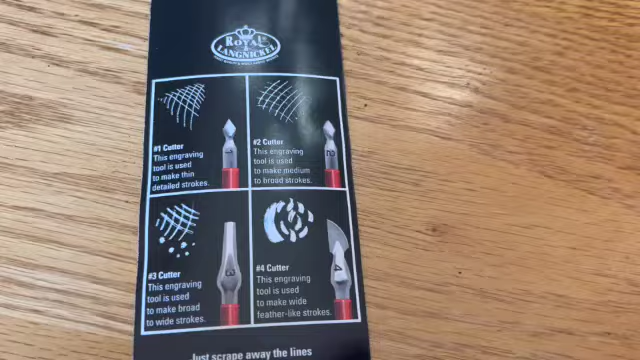 ROYAL
&
LANGNICKEL
#1 Cutter
This engraving
tool is used
to make thin
detailed strokes.
#2 Cutter
This engraving
tool is used
to make medium
to broad strokes.
#3 Cutter
This engraving
tool is used
to make broad
to wide strokes.
3
#4 Cutter
This engraving
tool is used
to make wide
feather-like strokes.
4
Just scrape away the lines